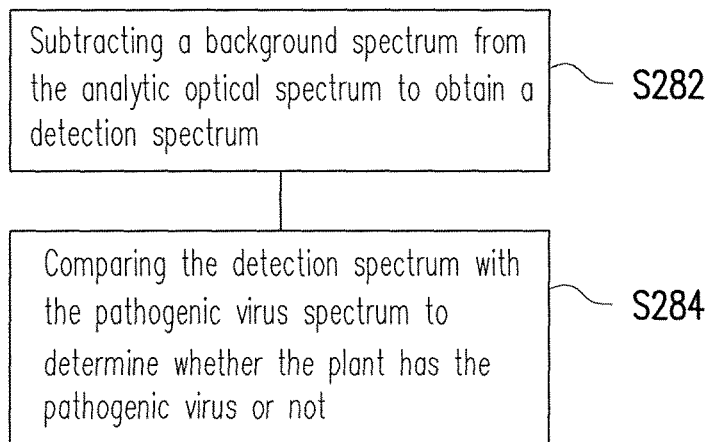 Subtracting a background spectrum from
the analytic optical spectrum to obtain a
detection spectrum
S282
Comparing the detection spectrum with
the pathogenic virus spectrum to
determine whether the plant has the
pathogenic virus or not
S284